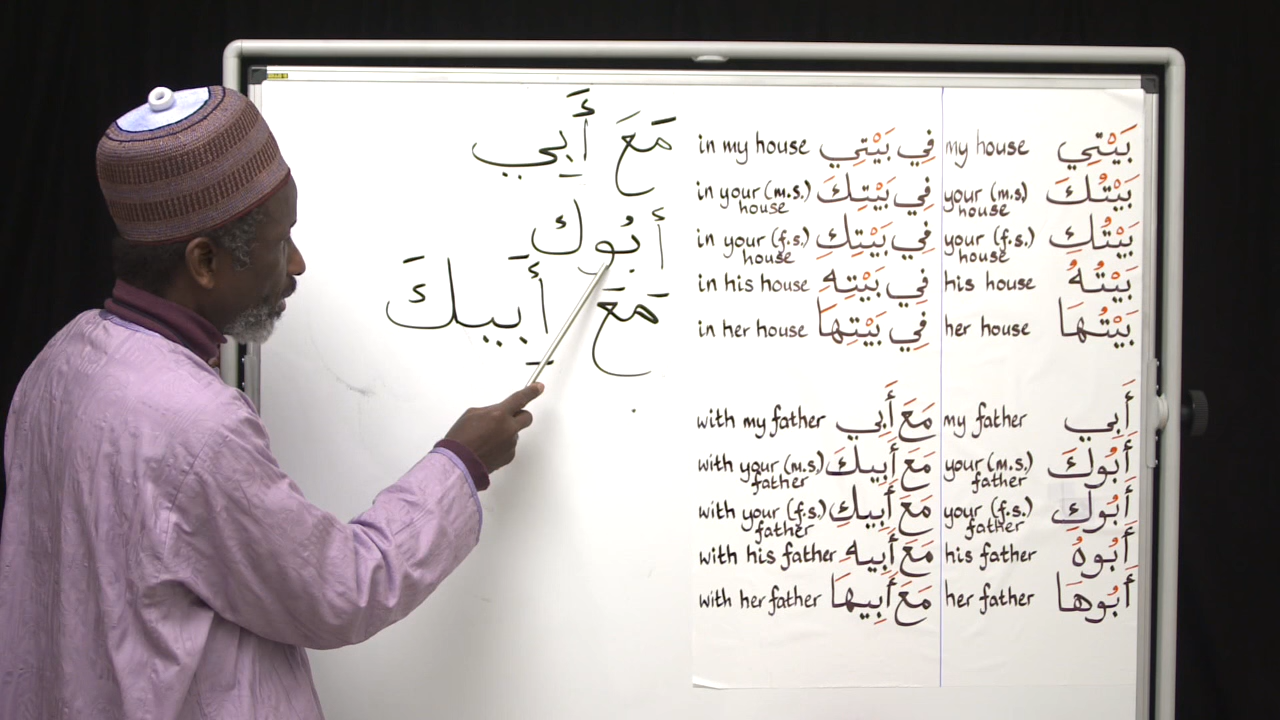 مَعَ أَبِي
أَبُوك
مَعَ أَبِيكَ
in my house فِي بَيْتِي my house بَيْتِي
in your (m.s.) house فِي بَيْتِكَ your (m.s.) house بَيْتُكَ
in your (f.s.) house فِي بَيْتِكِ your (f.s.) house بَيْتُكِ
in his house فِي بَيْتِهِ his house بَيْتُهُ
in her house فِي بَيْتِهَا her house بَيْتُهَا
with my father مَعَ أَبِي my father أَبِي
with your (m.s.) father مَعَ أَبِيكَ your (m.s.) father أَبُوكَ
with your (f.s.) father مَعَ أَبِيكِ your (f.s.) father أَبُوكِ
with his father مَعَ أَبِيهِ his father أَبُوهُ
with her father مَعَ أَبِيهَا her father أَبُوهَا